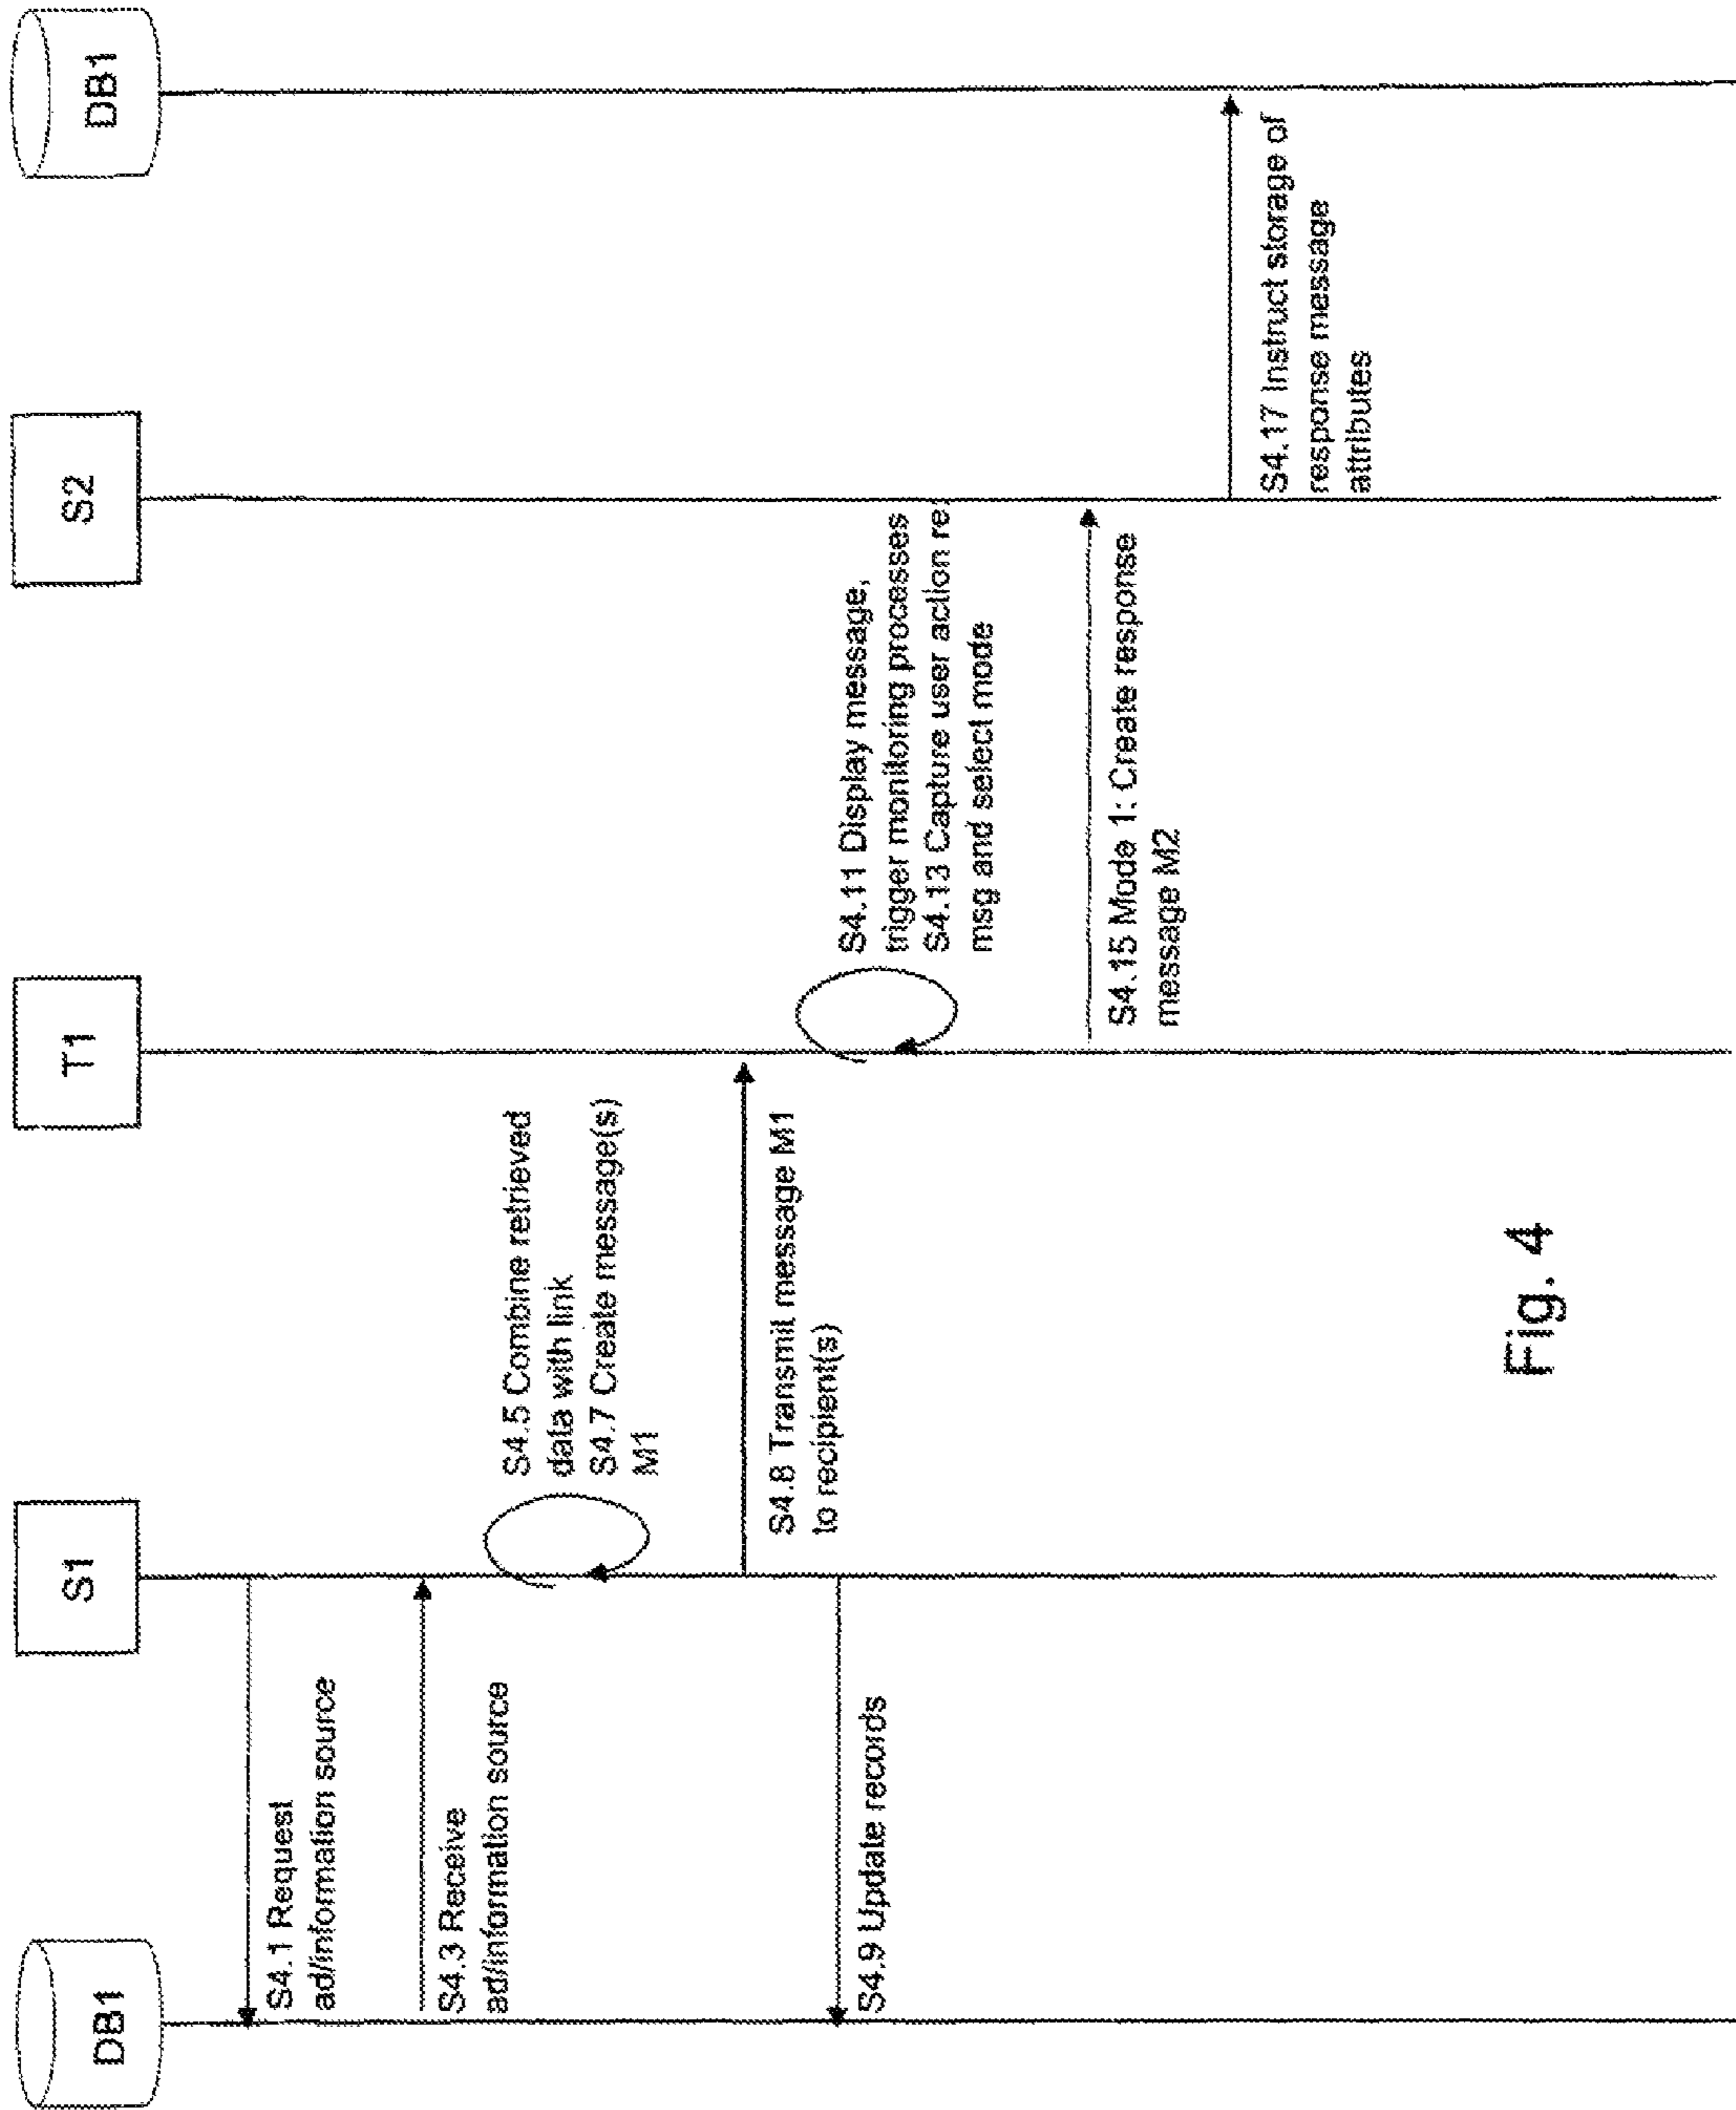 DB1
S1
T1
S2
DB1
S4.1 Request
ad/information source
S4.3 Receive
ad/information source
S4.5 Combine retrieved
data with link
S4.7 Create message(s)
M1
S4.8 Transmit message M1
to recipient(s)
S4.9 Update records
S4.11 Display message,
trigger monitoring processes
S4.13 Capture user action re
msg and select mode
S4.15 Mode 1: Create response
message M2
S4.17 Instruct storage of
response message
attributes
Fig. 4